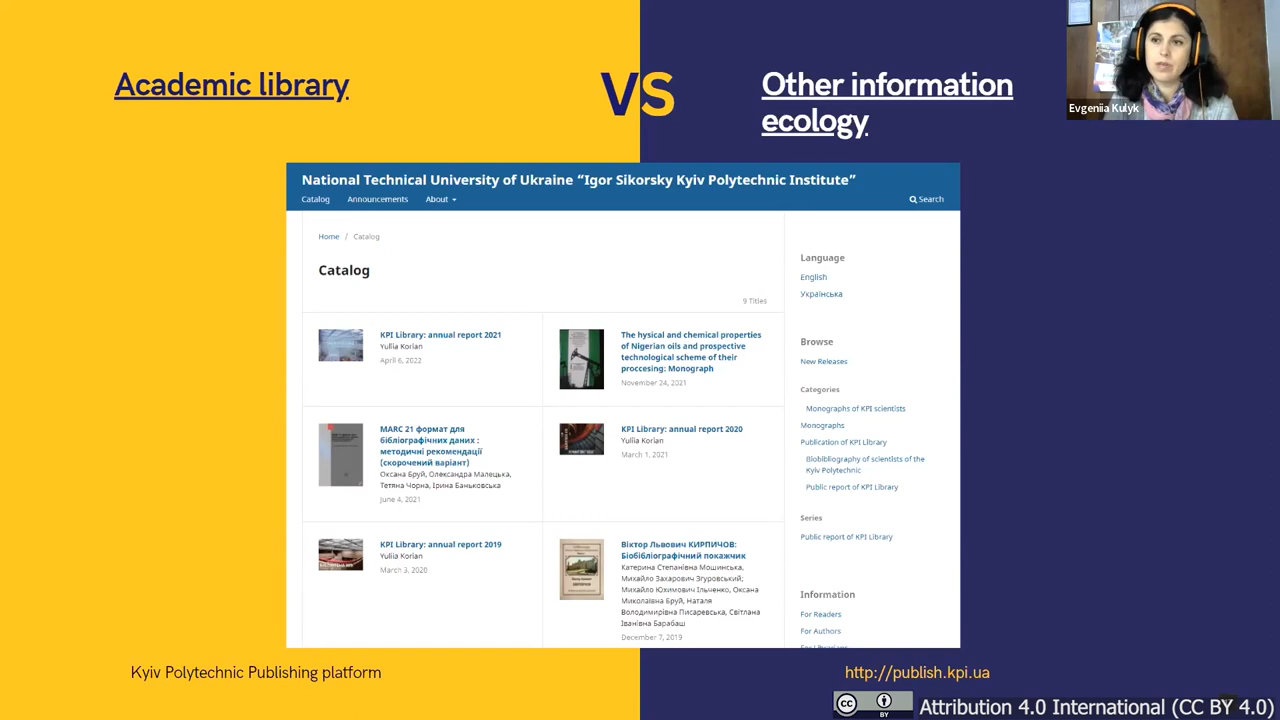 Academic library
VS
Other information
ecology
Evgeniia Kulyk
National Technical University of Ukraine “Igor Sikorsky Kyiv Polytechnic Institute”
Catalog
Announcements
About
Search
Home / Catalog
Catalog
9 Titles
KPI Library: annual report 2021
Yuliia Korian
April 6, 2022
The hysical and chemical properties
of Nigerian oils and prospective
technological scheme of their
proccesing: Monograph
November 24, 2021
MARC 21 формат для
бібліографічних даних :
методичні рекомендації
(скорочений варіант)
Оксана Бруй, Олександра Малецька,
Тетяна Чорна, Ірина Баньковська
June 4, 2021
KPI Library: annual report 2020
Yuliia Korian
March 1, 2021
KPI Library: annual report 2019
Yuliia Korian
March 3, 2020
Віктор Львович КИРПИЧОВ:
Біобібліографічний покажчик
Катерина Степанівна Мошинська,
Михайло Захарович Згуровський;
Михайло Юхимович Ільченко, Оксана
Миколаївна Бруй, Наталя
Володимирівна Писаревська, Світлана
Іванівна Барабаш
December 7, 2019
Language
English
Українська
Browse
New Releases
Categories
Monographs of KPI scientists
Monographs
Publication of KPI Library
Biobibliography of scientists of the
Kyiv Polytechnic
Public report of KPI Library
Series
Public report of KPI Library
Information
For Readers
For Authors
For Librarians
Kyiv Polytechnic Publishing platform
http://publish.kpi.ua
cc
BY
Attribution 4.0 International (CC BY 4.0)